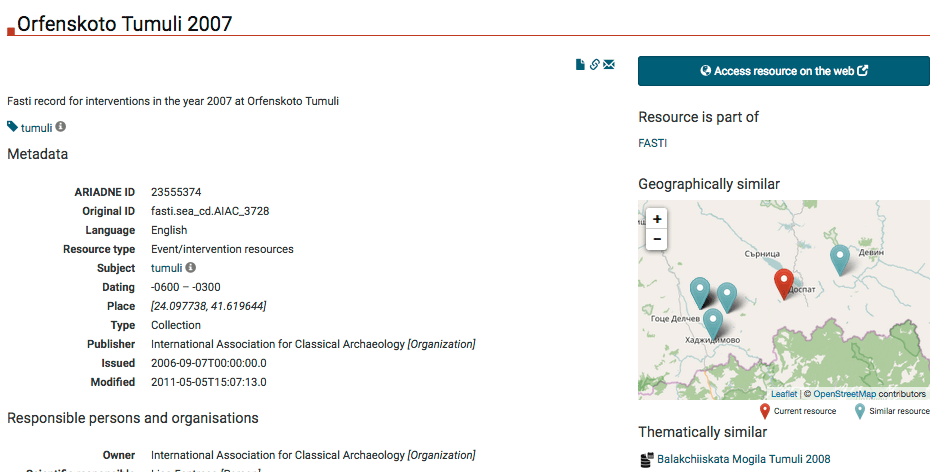 Orfenskoto Tumuli 2007
Access resource on the web
Fasti record for interventions in the year 2007 at Orfenskoto Tumuli
tumuli
Metadata
ARIADNE ID 23555374
Original ID fasti.sea_cd.AIAC_3728
Language English
Resource type Event/intervention resources
Subject tumuli
Dating -0600 – -0300
Place [24.097738, 41.619644]
Type Collection
Publisher International Association for Classical Archaeology [Organization]
Issued 2006-09-07T00:00:00.0
Modified 2011-05-05T15:07:13.0
Responsible persons and organisations
Owner International Association for Classical Archaeology [Organization]
Resource is part of
FASTI
Geographically similar
+
−
Сърница
Девин
Доспат
Гоце Делчев
Хаджидимово
Leaflet | © OpenStreetMap contributors
Current resource
Similar resource
Thematically similar
Balakchiiskata Mogila Tumuli 2008